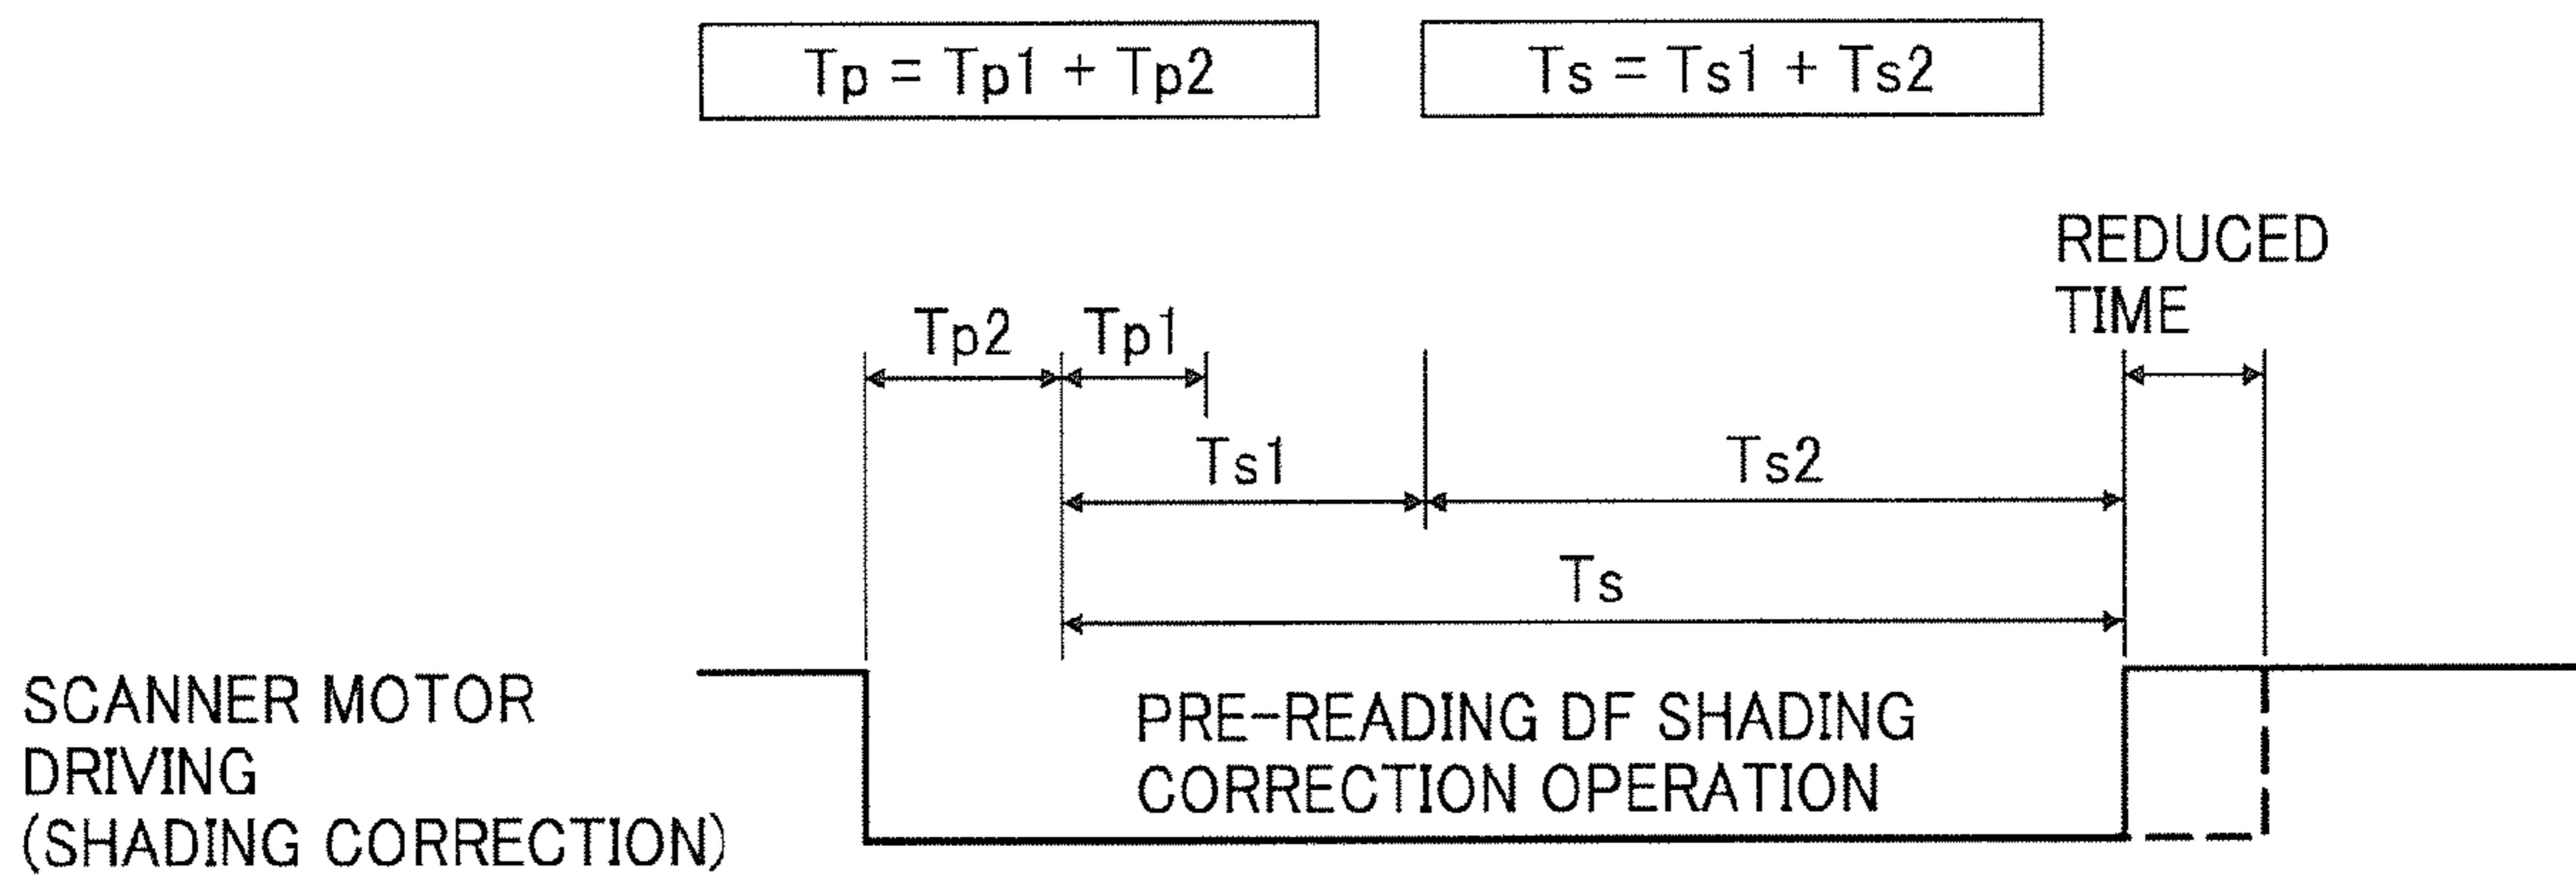 Tp = Tp1 + Tp2
Ts = Ts1 + Ts2
REDUCED
TIME
Tp2
Tp1
Ts1
Ts2
Ts
SCANNER MOTOR
DRIVING
(SHADING CORRECTION)
PRE-READING DF SHADING
CORRECTION OPERATION